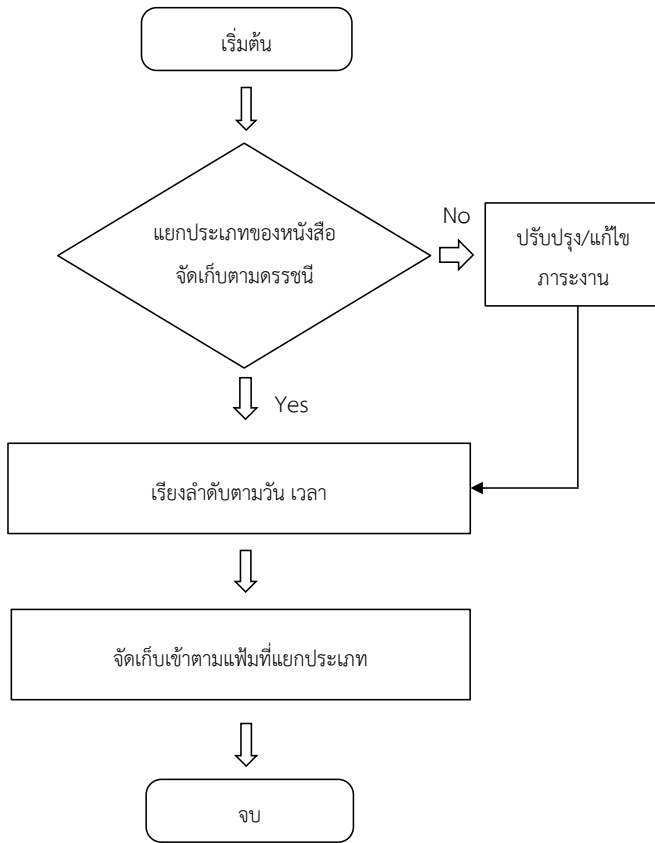 เริ่มต้น
แยกประเภทของหนังสือ
จัดเก็บตามดรรชนี
No
ปรับปรุง/แก้ไข
ภาระงาน
Yes
เรียงลำดับตามวัน เวลา
จัดเก็บเข้าตามแฟ้มที่แยกประเภท
จบ